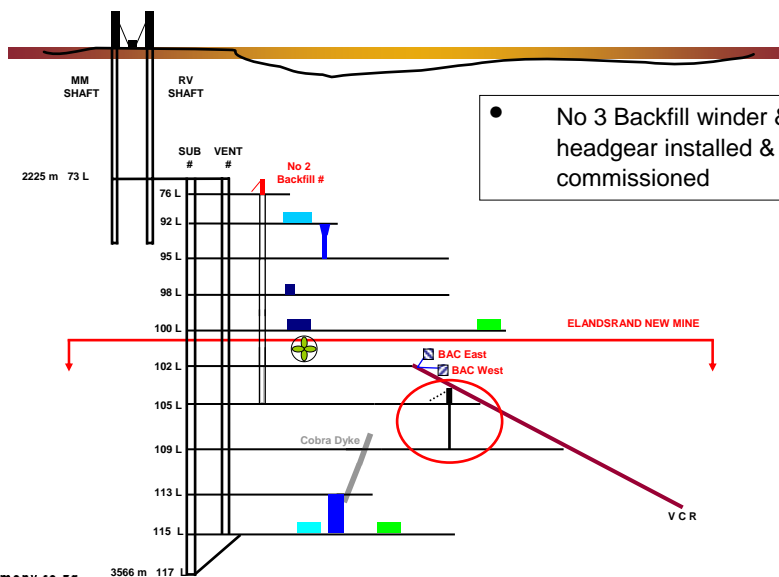 MM
SHAFT
RV
SHAFT
• No 3 Backfill winder &
headgear installed &
commissioned
SUB
#
VENT
#
No 2
Backfill #
2225 m 73 L
76 L
92 L
95 L
98 L
100 L
ELANDSRAND NEW MINE
102 L
BAC East
BAC West
105 L
Cobra Dyke
109 L
113 L
V C R
115 L
3566 m 117 L